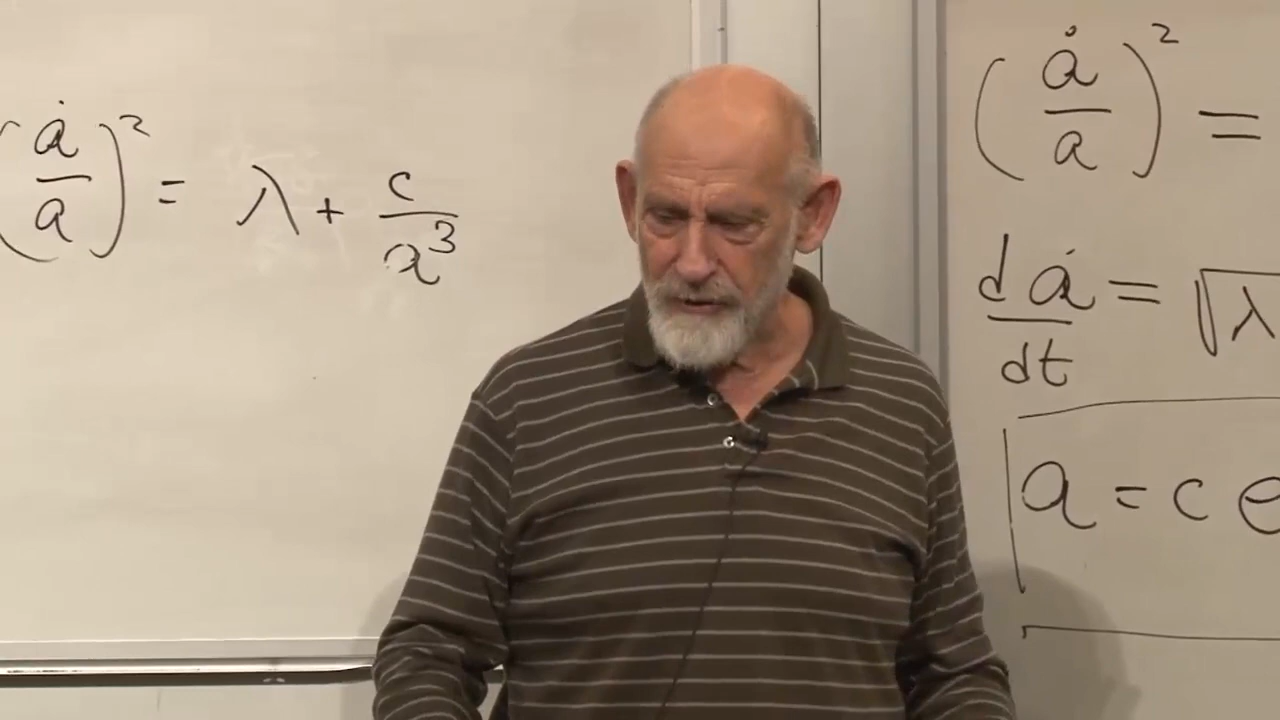 (ȧ/a)² = λ + c/a³
(ȧ/a)² =
dȧ/dt = √λ
a = c e